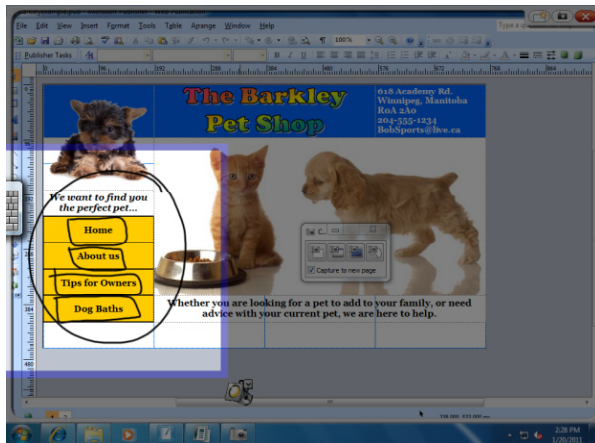 File Edit View Insert Format Tools Table Arrange Window Help
Type a q
100%
Publisher Tasks
The Barkley
Pet Shop
618 Academy Rd.
Winnipeg, Manitoba
R0A 2A0
204-555-1234
BobSports@live.ca
We want to find you
the perfect pet...
Home
About us
Tips for Owners
Dog Baths
C...
Capture to new page
Whether you are looking for a pet to add to your family, or need
advice with your current pet, we are here to help.
2:28 PM
1/20/2011